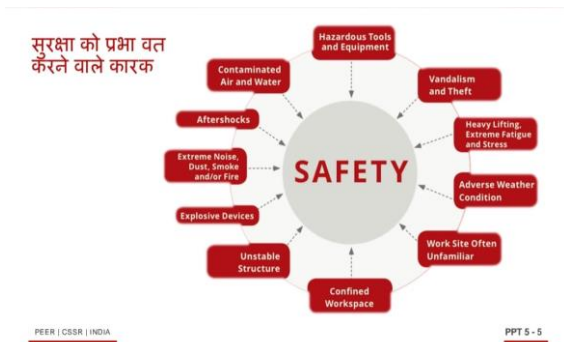 सुरक्षा को प्रभा वत
करने वाले कारक
Hazardous Tools
and Equipment
Vandalism
and Theft
Heavy Lifting,
Extreme Fatigue
and Stress
Adverse Weather
Condition
Work Site Often
Unfamiliar
Confined
Workspace
Unstable
Structure
Explosive Devices
Extreme Noise,
Dust, Smoke
and/or Fire
Aftershocks
Contaminated
Air and Water
SAFETY
PEER | CSSR | INDIA
PPT 5 - 5